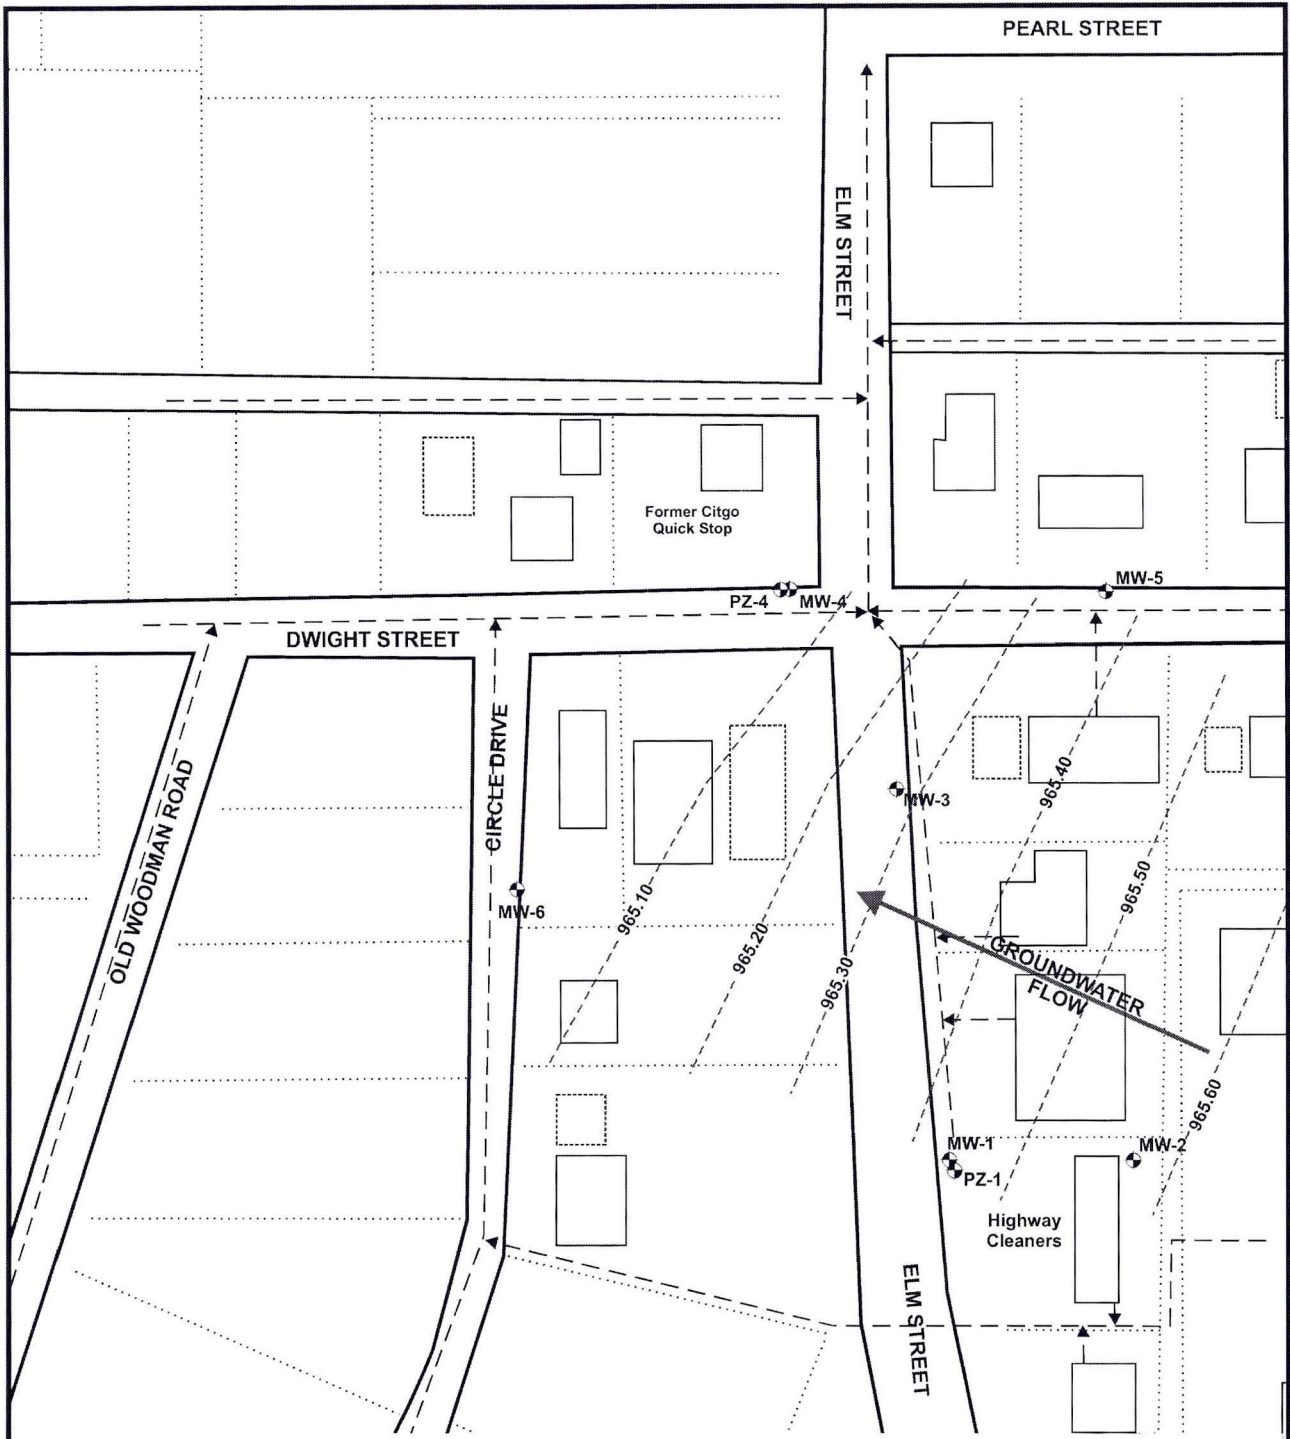 PEARL STREET
ELM STREET
Former Citgo
Quick Stop
MW-5
PZ-4
MW-4
DWIGHT STREET
CIRCLE DRIVE
OLD WOODMAN ROAD
965.40
MW-3
965.50
965.10
MW-6
965.20
965.30
GROUNDWATER
FLOW
965.60
MW-1
MW-2
PZ-1
Highway
Cleaners
ELM STREET